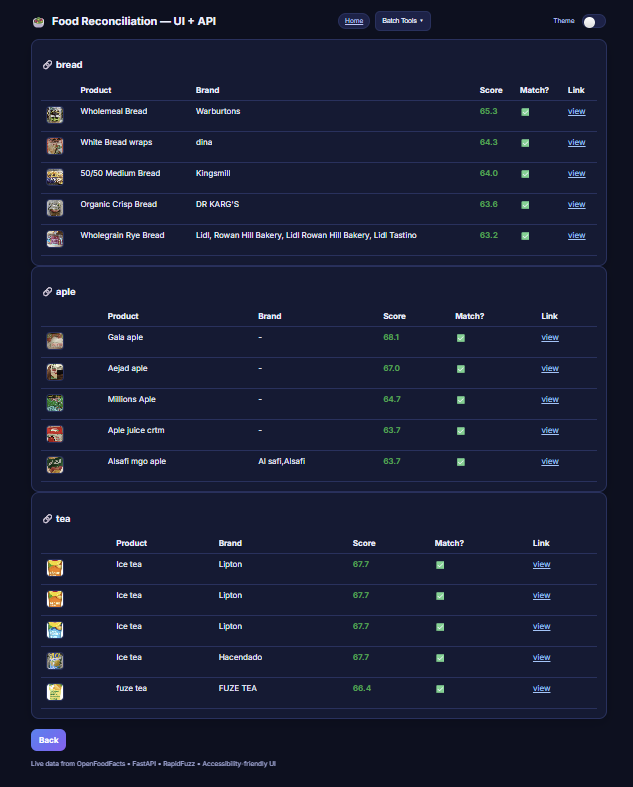 Food Reconciliation — UI + API Home Batch Tools ▾ Theme
🔗 bread
Product Brand Score Match? Link
Wholemeal Bread Warburtons 65.3 ✅ view
White Bread wraps dina 64.3 ✅ view
50/50 Medium Bread Kingsmill 64.0 ✅ view
Organic Crisp Bread DR KARG'S 63.6 ✅ view
Wholegrain Rye Bread Lidl, Rowan Hill Bakery, Lidl Rowan Hill Bakery, Lidl Tastino 63.2 ✅ view
🔗 aple
Product Brand Score Match? Link
Gala aple - 68.1 ✅ view
Aejad aple - 67.0 ✅ view
Millions Aple - 64.7 ✅ view
Aple juice crtm - 63.7 ✅ view
Alsafi mgo aple Al safi,Alsafi 63.7 ✅ view
🔗 tea
Product Brand Score Match? Link
Ice tea Lipton 67.7 ✅ view
Ice tea Lipton 67.7 ✅ view
Ice tea Lipton 67.7 ✅ view
Ice tea Hacendado 67.7 ✅ view
fuze tea FUZE TEA 66.4 ✅ view
Back
Live data from OpenFoodFacts • FastAPI • RapidFuzz • Accessibility-friendly UI